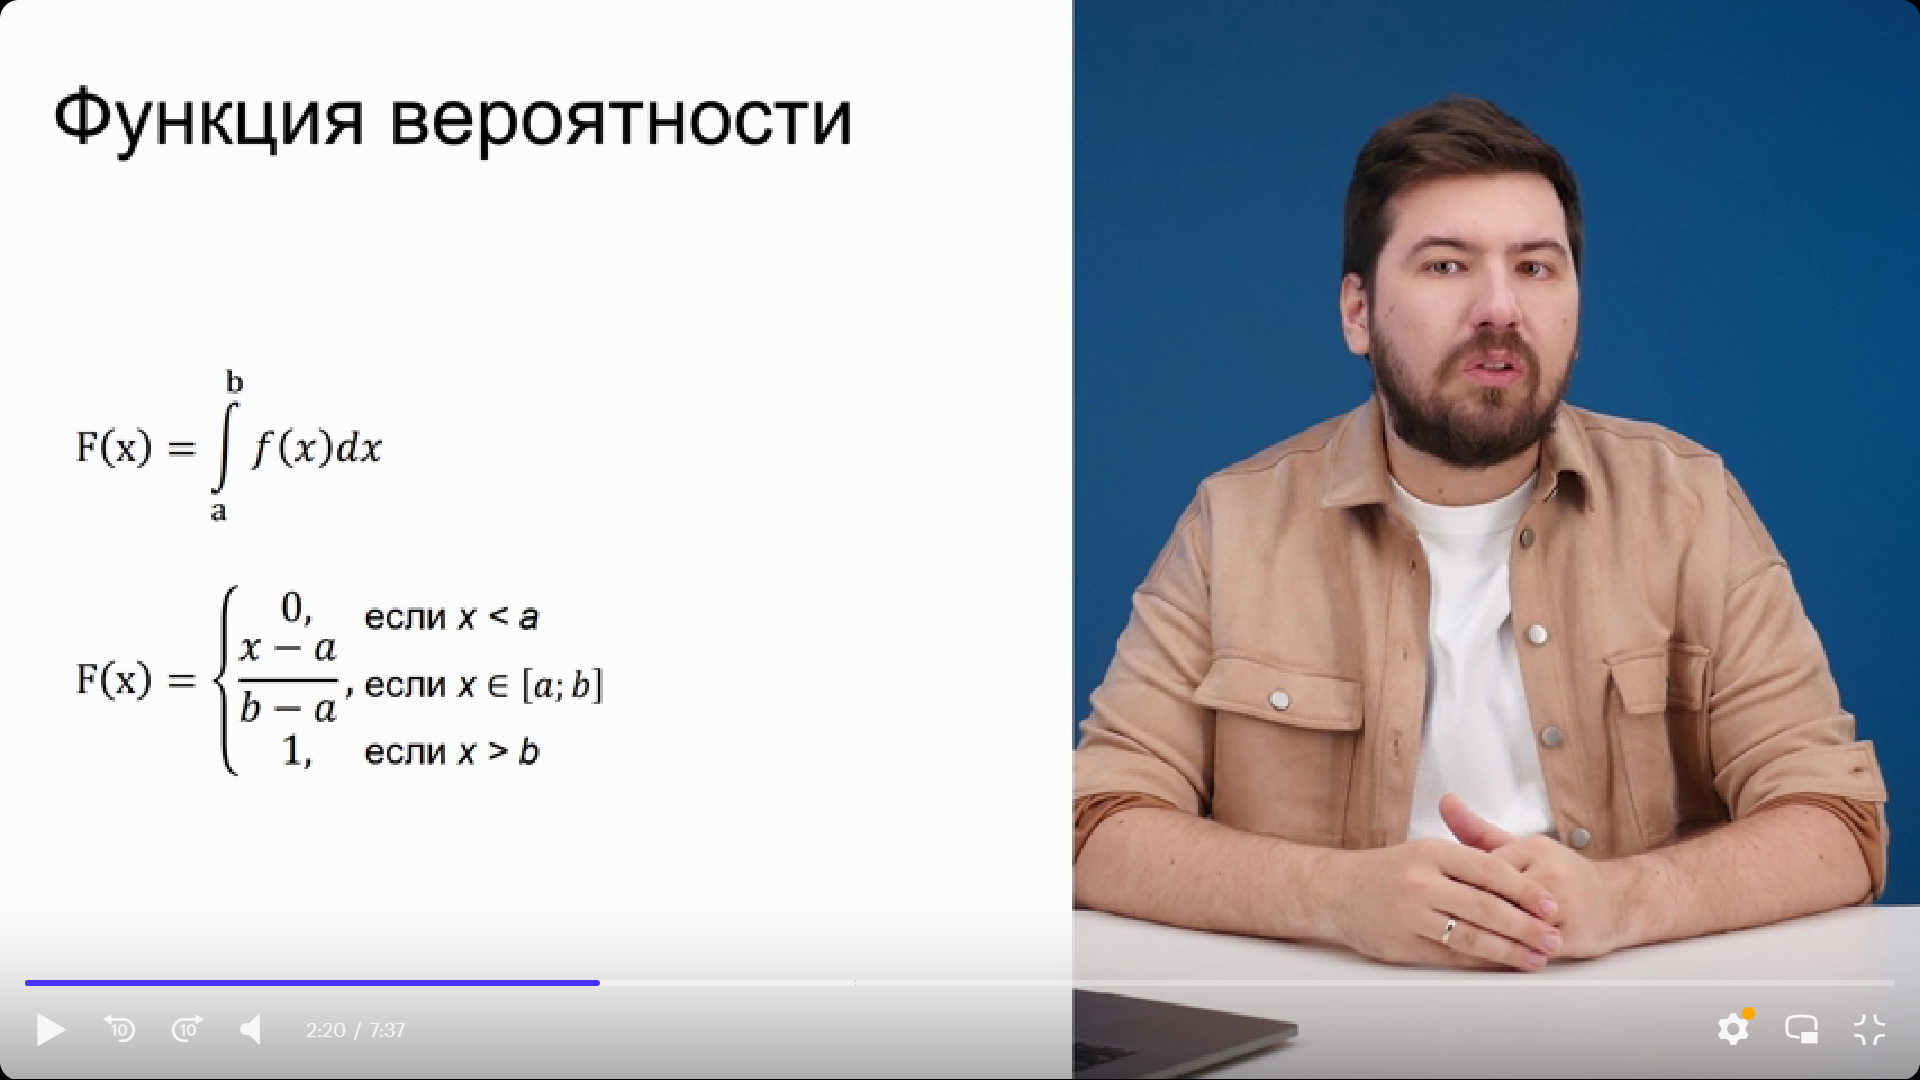 Функция вероятности
b
F(x) = ∫ f(x)dx
a
0, если x < a
F(x) = { x − a / b − a , если x ∈ [a; b]
1, если x > b
10 10 2:20 / 7:37